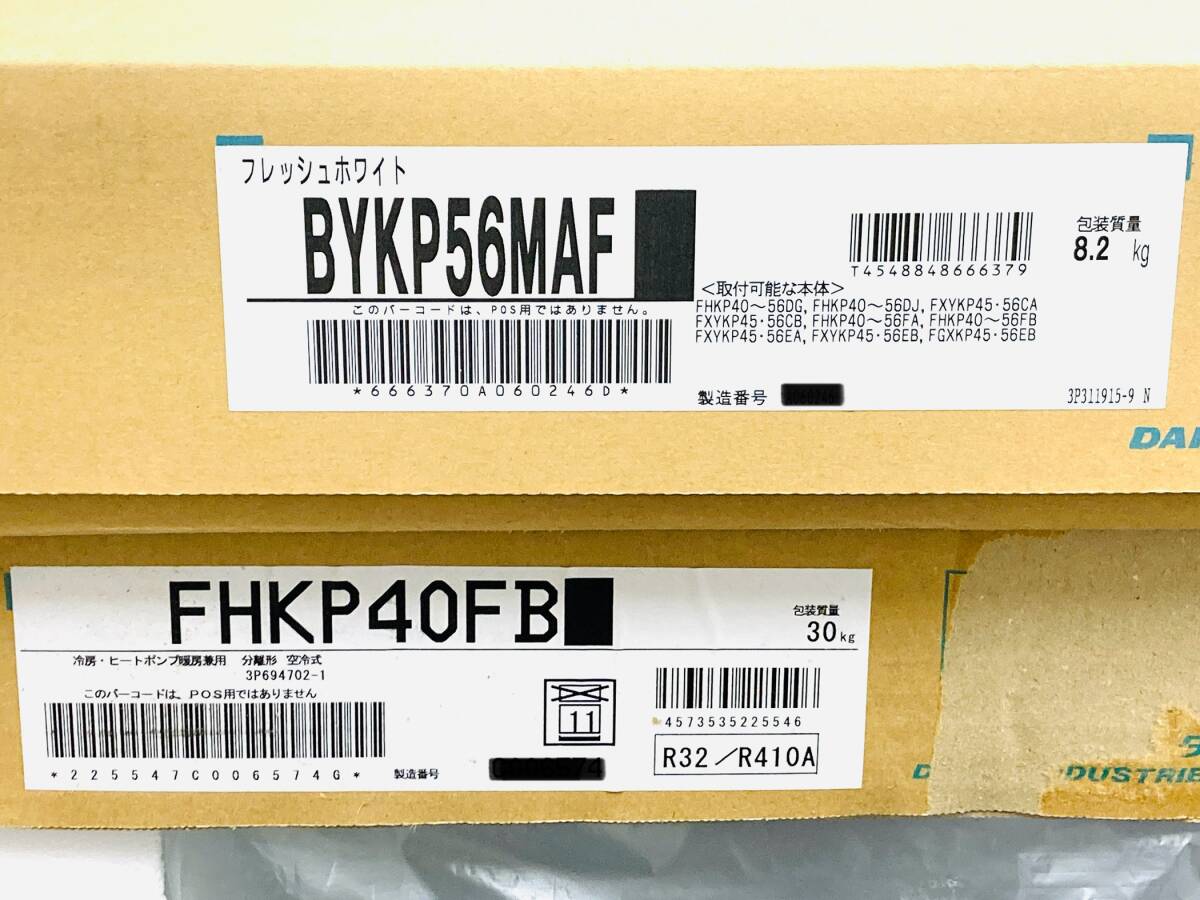 フレッシュホワイト
BYKP56MAF
このバーコードは、POS用ではありません。
*666370A060246D*
T4548848666379
包装質量
8.2 kg
<取付可能な本体>
FHKP40～56DG, FHKP40～56DJ, FXYKP45・56CA
FXYKP45・56CB, FHKP40～56FA, FHKP40～56FB
FXYKP45・56EA, FXYKP45・56EB, FGXKP45・56EB
製造番号
3P311915-9 N
DAI
FHKP40FB
包装質量
30kg
冷房・ヒートポンプ暖房兼用 分離形 空冷式
3P694702-1
このバーコードは、POS用ではありません
*225547C006574G*
製造番号
11
4573535225546
R32／R410A
DUSTRIE